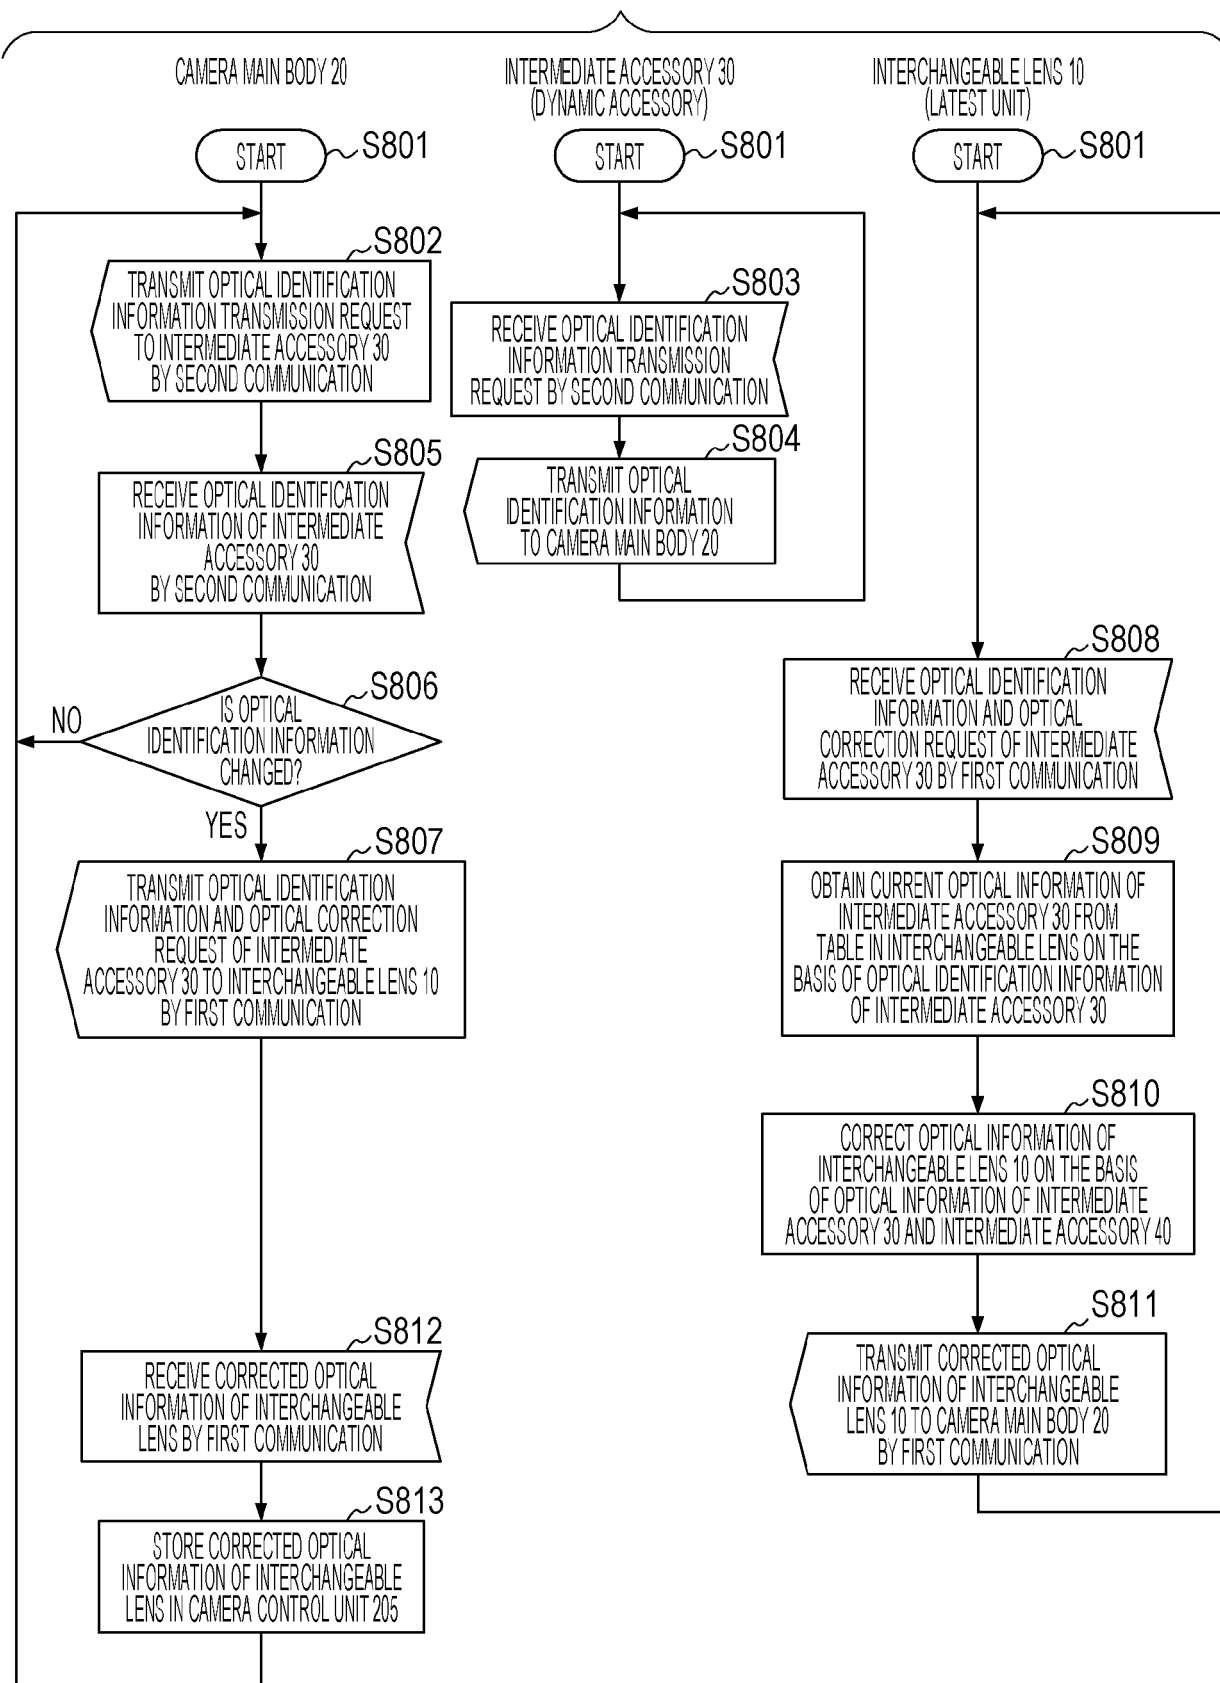 CAMERA MAIN BODY 20
START
S801
S802
TRANSMIT OPTICAL IDENTIFICATION
INFORMATION TRANSMISSION REQUEST
TO INTERMEDIATE ACCESSORY 30
BY SECOND COMMUNICATION
S805
RECEIVE OPTICAL IDENTIFICATION
INFORMATION OF INTERMEDIATE
ACCESSORY 30
BY SECOND COMMUNICATION
S806
IS OPTICAL
IDENTIFICATION INFORMATION
CHANGED?
NO
YES
S807
TRANSMIT OPTICAL IDENTIFICATION
INFORMATION AND OPTICAL CORRECTION
REQUEST OF INTERMEDIATE
ACCESSORY 30 TO INTERCHANGEABLE LENS 10
BY FIRST COMMUNICATION
S812
RECEIVE CORRECTED OPTICAL
INFORMATION OF INTERCHANGEABLE
LENS BY FIRST COMMUNICATION
S813
STORE CORRECTED OPTICAL
INFORMATION OF INTERCHANGEABLE
LENS IN CAMERA CONTROL UNIT 205
INTERMEDIATE ACCESSORY 30
(DYNAMIC ACCESSORY)
START
S801
S803
RECEIVE OPTICAL IDENTIFICATION
INFORMATION TRANSMISSION
REQUEST BY SECOND COMMUNICATION
S804
TRANSMIT OPTICAL
IDENTIFICATION INFORMATION
TO CAMERA MAIN BODY 20
INTERCHANGEABLE LENS 10
(LATEST UNIT)
START
S801
S808
RECEIVE OPTICAL IDENTIFICATION
INFORMATION AND OPTICAL
CORRECTION REQUEST OF INTERMEDIATE
ACCESSORY 30 BY FIRST COMMUNICATION
S809
OBTAIN CURRENT OPTICAL INFORMATION OF
INTERMEDIATE ACCESSORY 30 FROM
TABLE IN INTERCHANGEABLE LENS ON THE
BASIS OF OPTICAL IDENTIFICATION INFORMATION
OF INTERMEDIATE ACCESSORY 30
S810
CORRECT OPTICAL INFORMATION OF
INTERCHANGEABLE LENS 10 ON THE BASIS
OF OPTICAL INFORMATION OF INTERMEDIATE
ACCESSORY 30 AND INTERMEDIATE ACCESSORY 40
S811
TRANSMIT CORRECTED OPTICAL
INFORMATION OF INTERCHANGEABLE
LENS 10 TO CAMERA MAIN BODY 20
BY FIRST COMMUNICATION